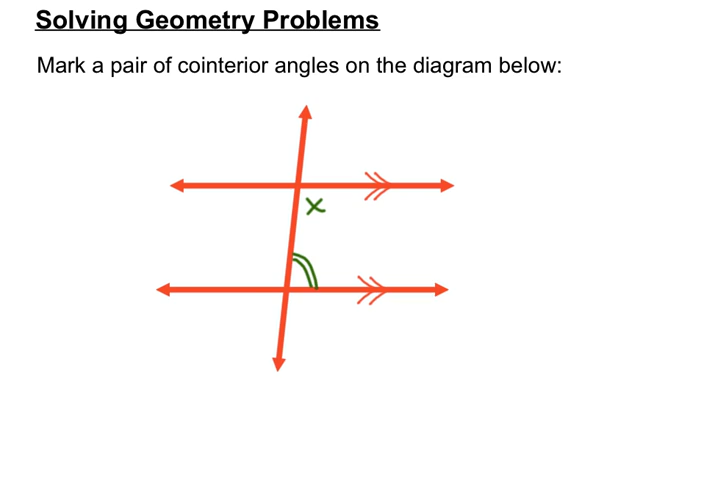 Solving Geometry Problems
Mark a pair of cointerior angles on the diagram below:
x